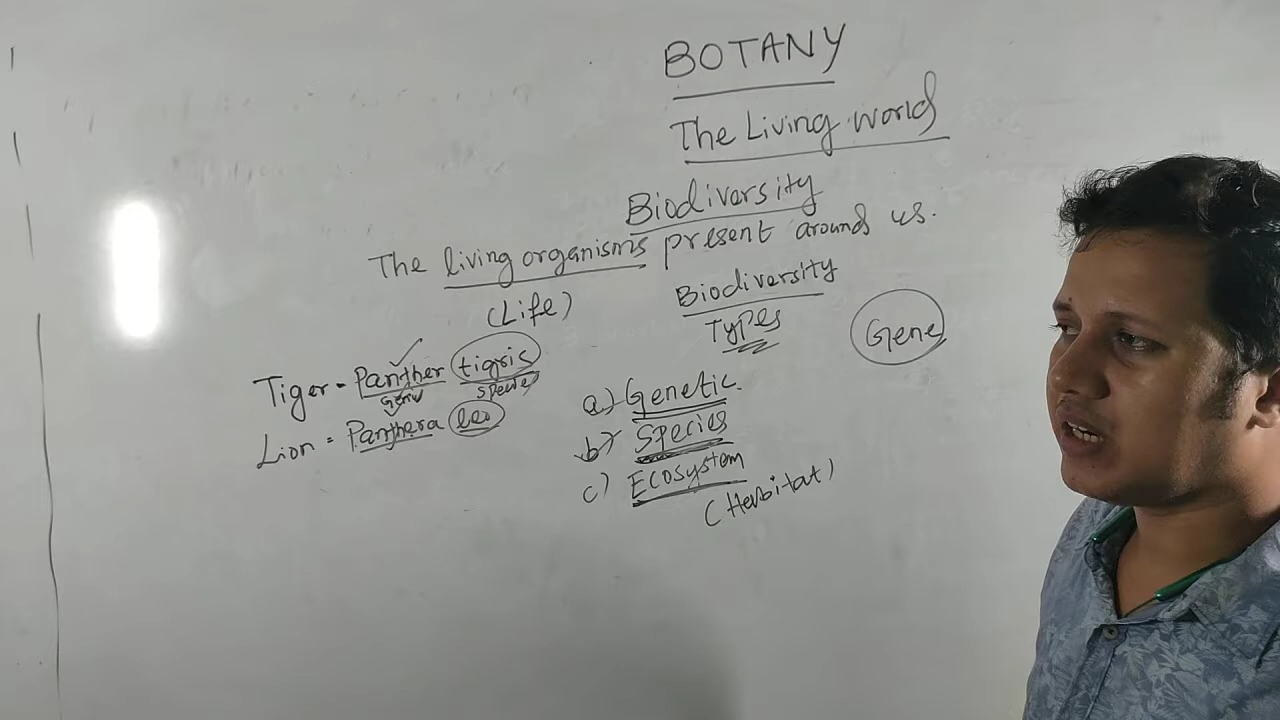 BOTANY
The Living world
Biodiversity
The living organisms present around us.
(Life)
Biodiversity
Types
Gene
Tiger = Panther tigris
Genu specie
Lion = Panthera leo
a) Genetic.
b) Species
c) Ecosystem
(Herbitat)